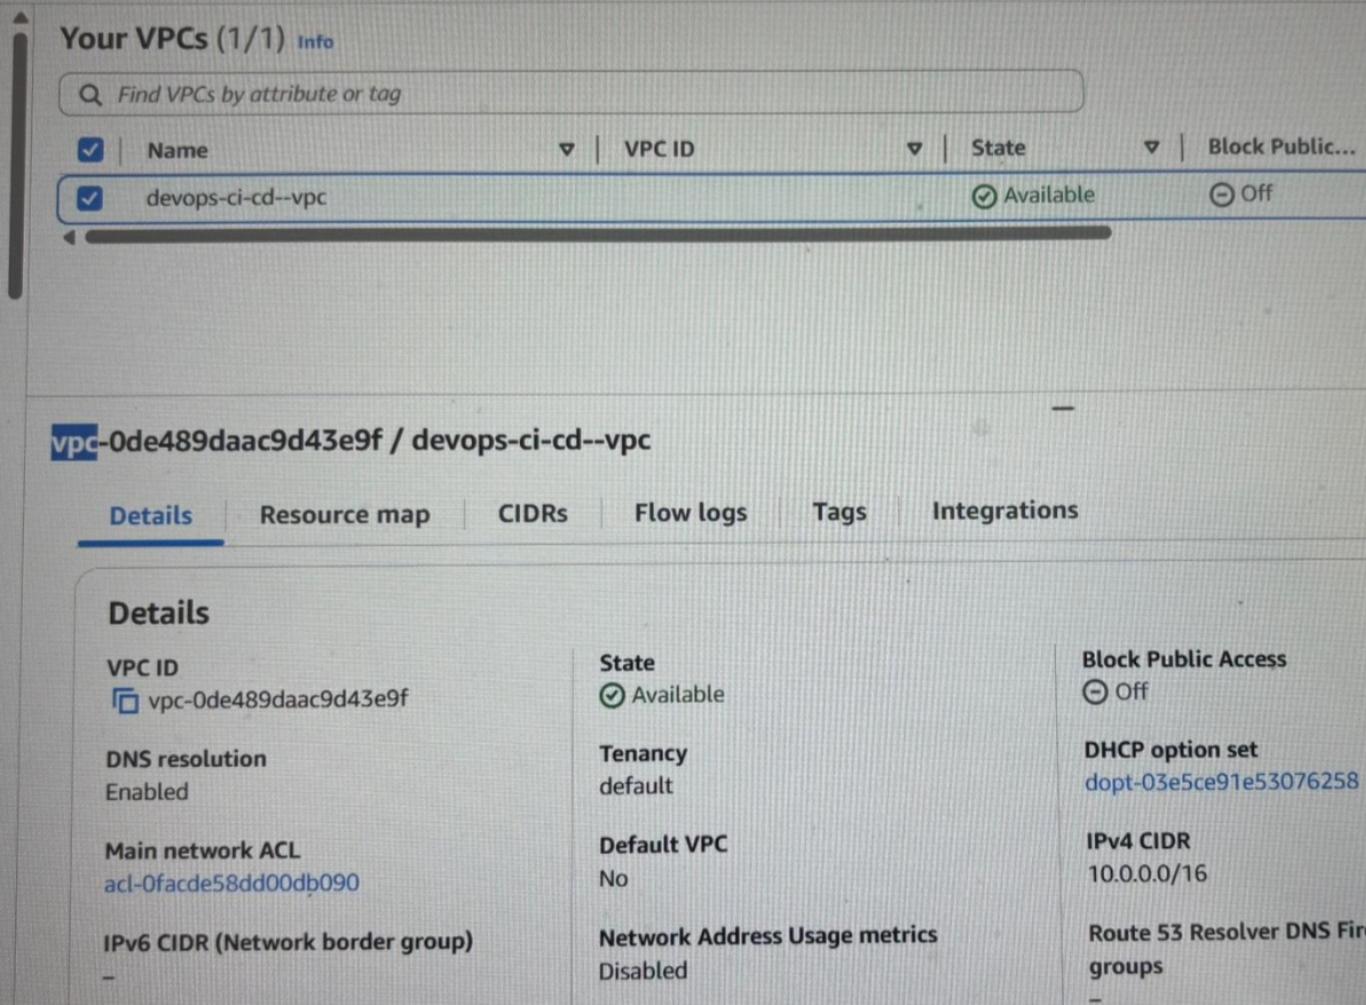 Your VPCs (1/1) Info
Find VPCs by attribute or tag
Name VPC ID State Block Public...
devops-ci-cd--vpc Available Off
vpc-0de489daac9d43e9f / devops-ci-cd--vpc
Details Resource map CIDRs Flow logs Tags Integrations
Details
VPC ID
vpc-0de489daac9d43e9f
State
Available
Block Public Access
Off
DNS resolution
Enabled
Tenancy
default
DHCP option set
dopt-03e5ce91e53076258
Main network ACL
acl-0facde58dd00db090
Default VPC
No
IPv4 CIDR
10.0.0.0/16
IPv6 CIDR (Network border group)
–
Network Address Usage metrics
Disabled
Route 53 Resolver DNS Fire
groups
–